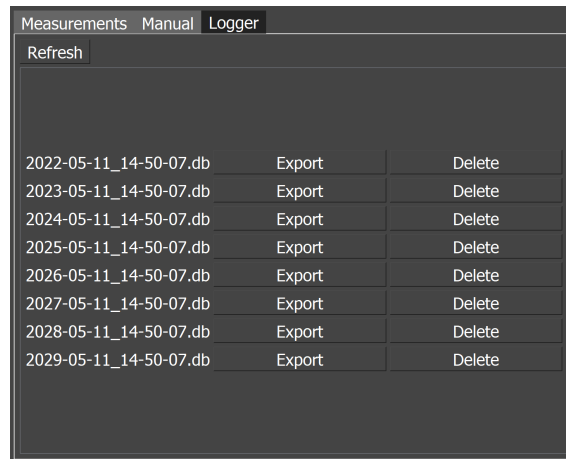 Measurements Manual Logger
Refresh
2022-05-11_14-50-07.db Export Delete
2023-05-11_14-50-07.db Export Delete
2024-05-11_14-50-07.db Export Delete
2025-05-11_14-50-07.db Export Delete
2026-05-11_14-50-07.db Export Delete
2027-05-11_14-50-07.db Export Delete
2028-05-11_14-50-07.db Export Delete
2029-05-11_14-50-07.db Export Delete